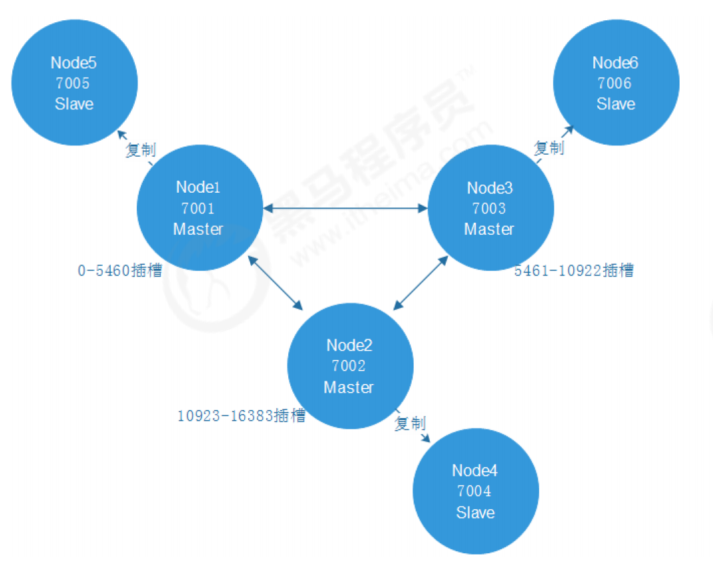 Node5
7005
Slave
Node6
7006
Slave
复制
复制
Node1
7001
Master
Node3
7003
Master
0-5460插槽
5461-10922插槽
Node2
7002
Master
10923-16383插槽
复制
Node4
7004
Slave
黑马程序员™
www.itheima.com